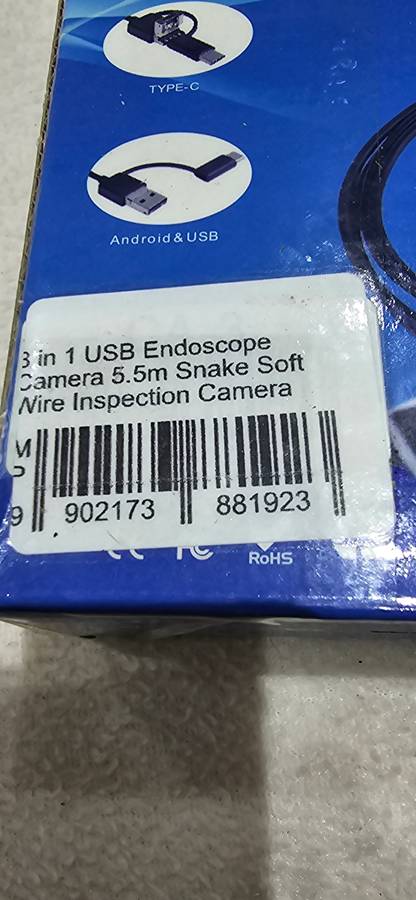 TYPE-C
Android & USB
3 in 1 USB Endoscope
Camera 5.5m Snake Soft
Wire Inspection Camera
M
P
9 902173 881923
RoHS